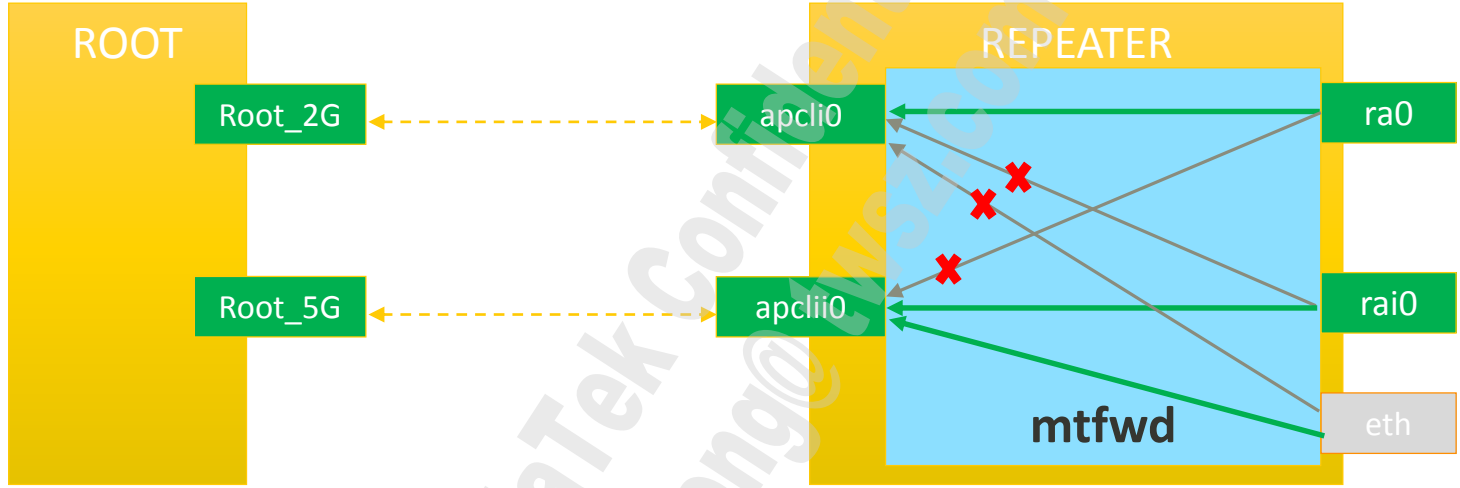 ROOT
REPEATER
Root_2G
apcli0
ra0
Root_5G
apclii0
rai0
mtfwd
eth